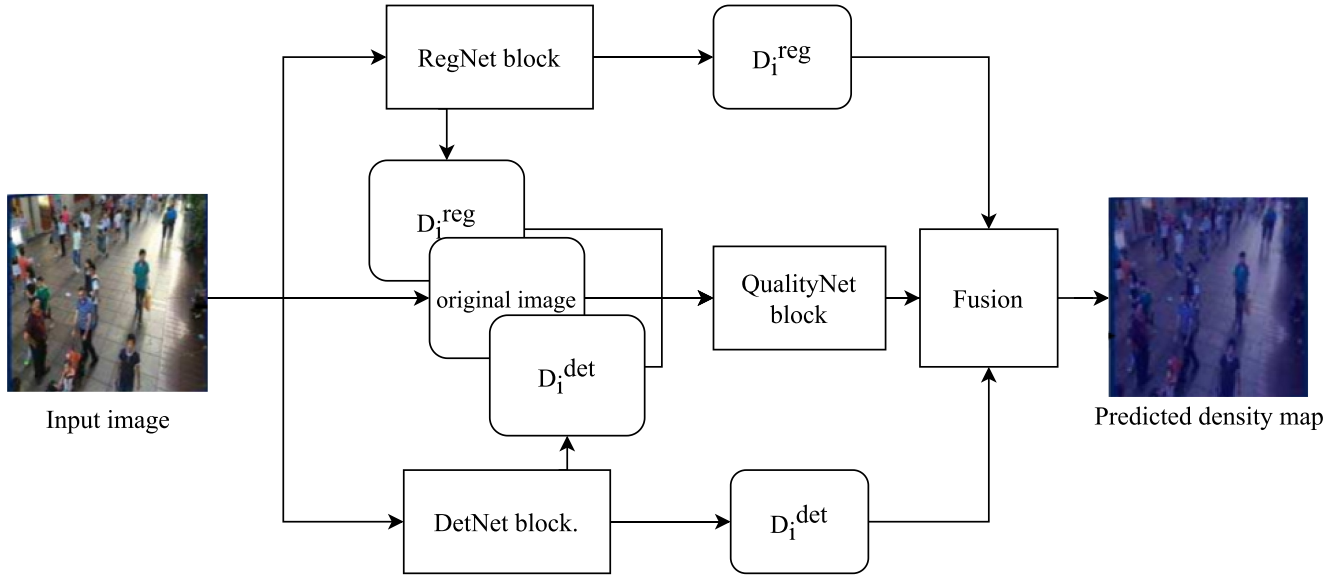 RegNet block
D_i^reg
D_i^reg
original image
D_i^det
Input image
QualityNet
block
Fusion
Predicted density map
DetNet block.
D_i^det